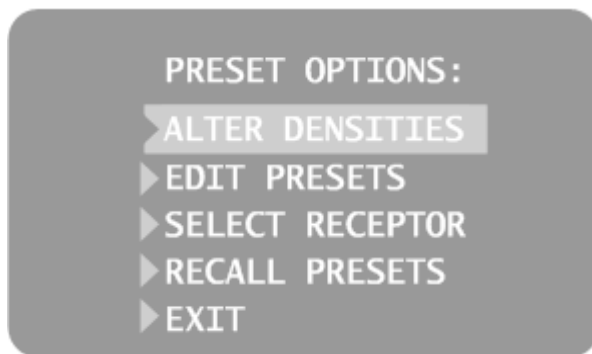 PRESET OPTIONS:
ALTER DENSITIES
EDIT PRESETS
SELECT RECEPTOR
RECALL PRESETS
EXIT